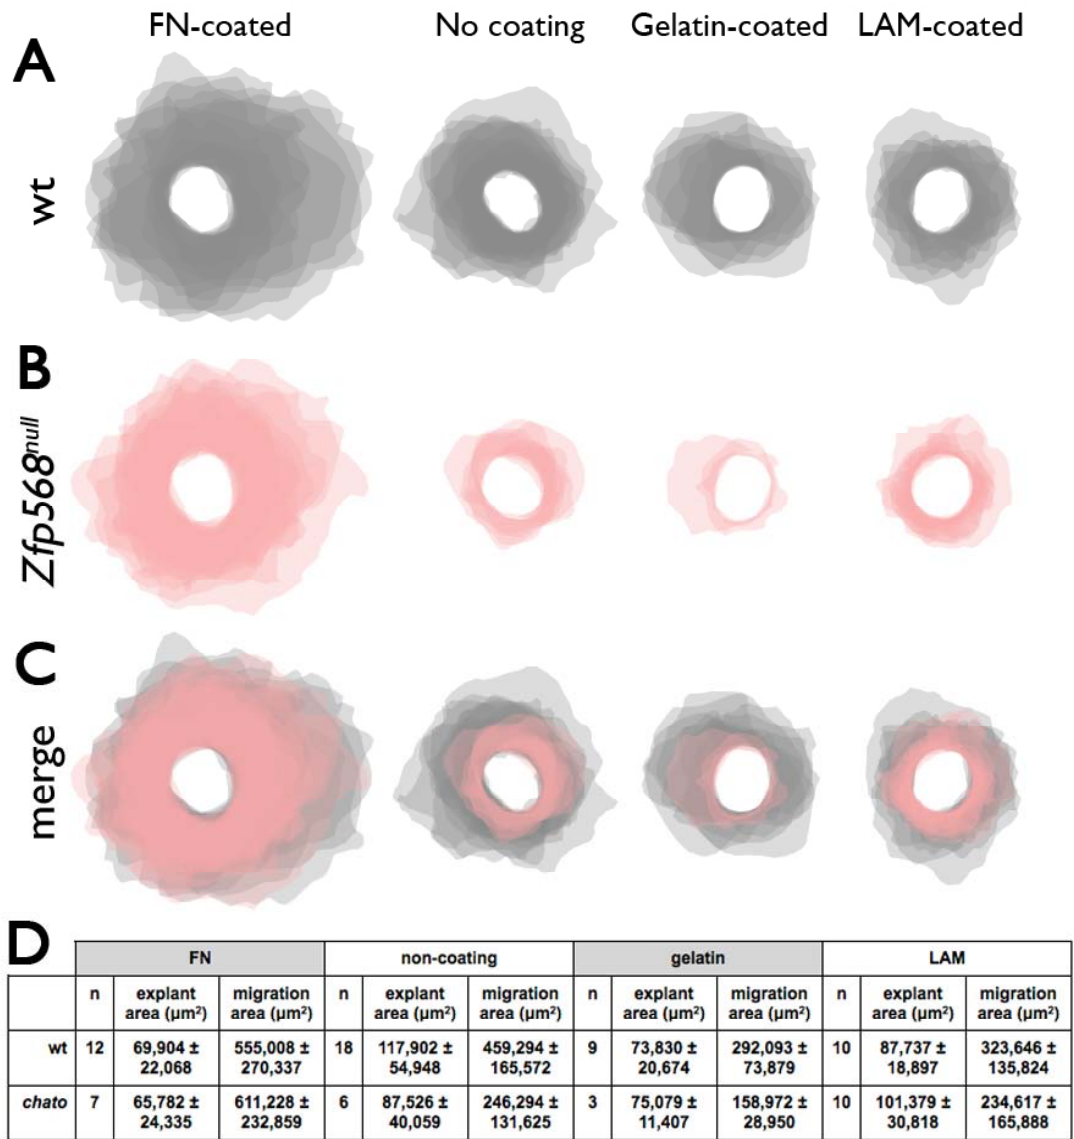 FN-coated No coating Gelatin-coated LAM-coated
A
wt
B
Zfp568null
C
merge
D
FN non-coating gelatin LAM
n explant area (µm²) migration area (µm²) n explant area (µm²) migration area (µm²) n explant area (µm²) migration area (µm²) n explant area (µm²) migration area (µm²)
wt 12 69,904 ± 22,068 555,008 ± 270,337 18 117,902 ± 54,948 459,294 ± 165,572 9 73,830 ± 20,674 292,093 ± 73,879 10 87,737 ± 18,897 323,646 ± 135,824
chato 7 65,782 ± 24,335 611,228 ± 232,859 6 87,526 ± 40,059 246,294 ± 131,625 3 75,079 ± 11,407 158,972 ± 28,950 10 101,379 ± 30,818 234,617 ± 165,888